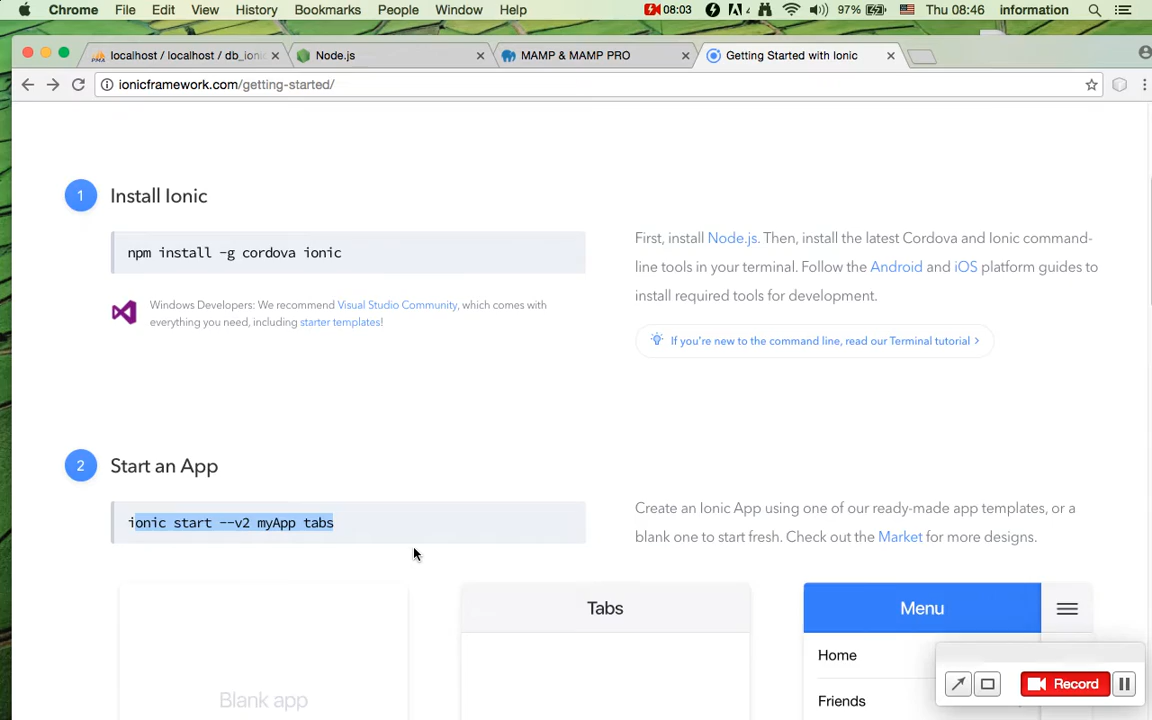 Chrome File Edit View History Bookmarks People Window Help 08:03 4 97% Thu 08:46 information
localhost / localhost / db_ionic
Node.js
MAMP & MAMP PRO
Getting Started with Ionic
ionicframework.com/getting-started/
1 Install Ionic
npm install -g cordova ionic
Windows Developers: We recommend Visual Studio Community, which comes with
everything you need, including starter templates!
First, install Node.js. Then, install the latest Cordova and Ionic command-
line tools in your terminal. Follow the Android and iOS platform guides to
install required tools for development.
If you're new to the command line, read our Terminal tutorial >
2 Start an App
ionic start --v2 myApp tabs
Create an Ionic App using one of our ready-made app templates, or a
blank one to start fresh. Check out the Market for more designs.
Blank app
Tabs
Menu
Home
Friends
Record